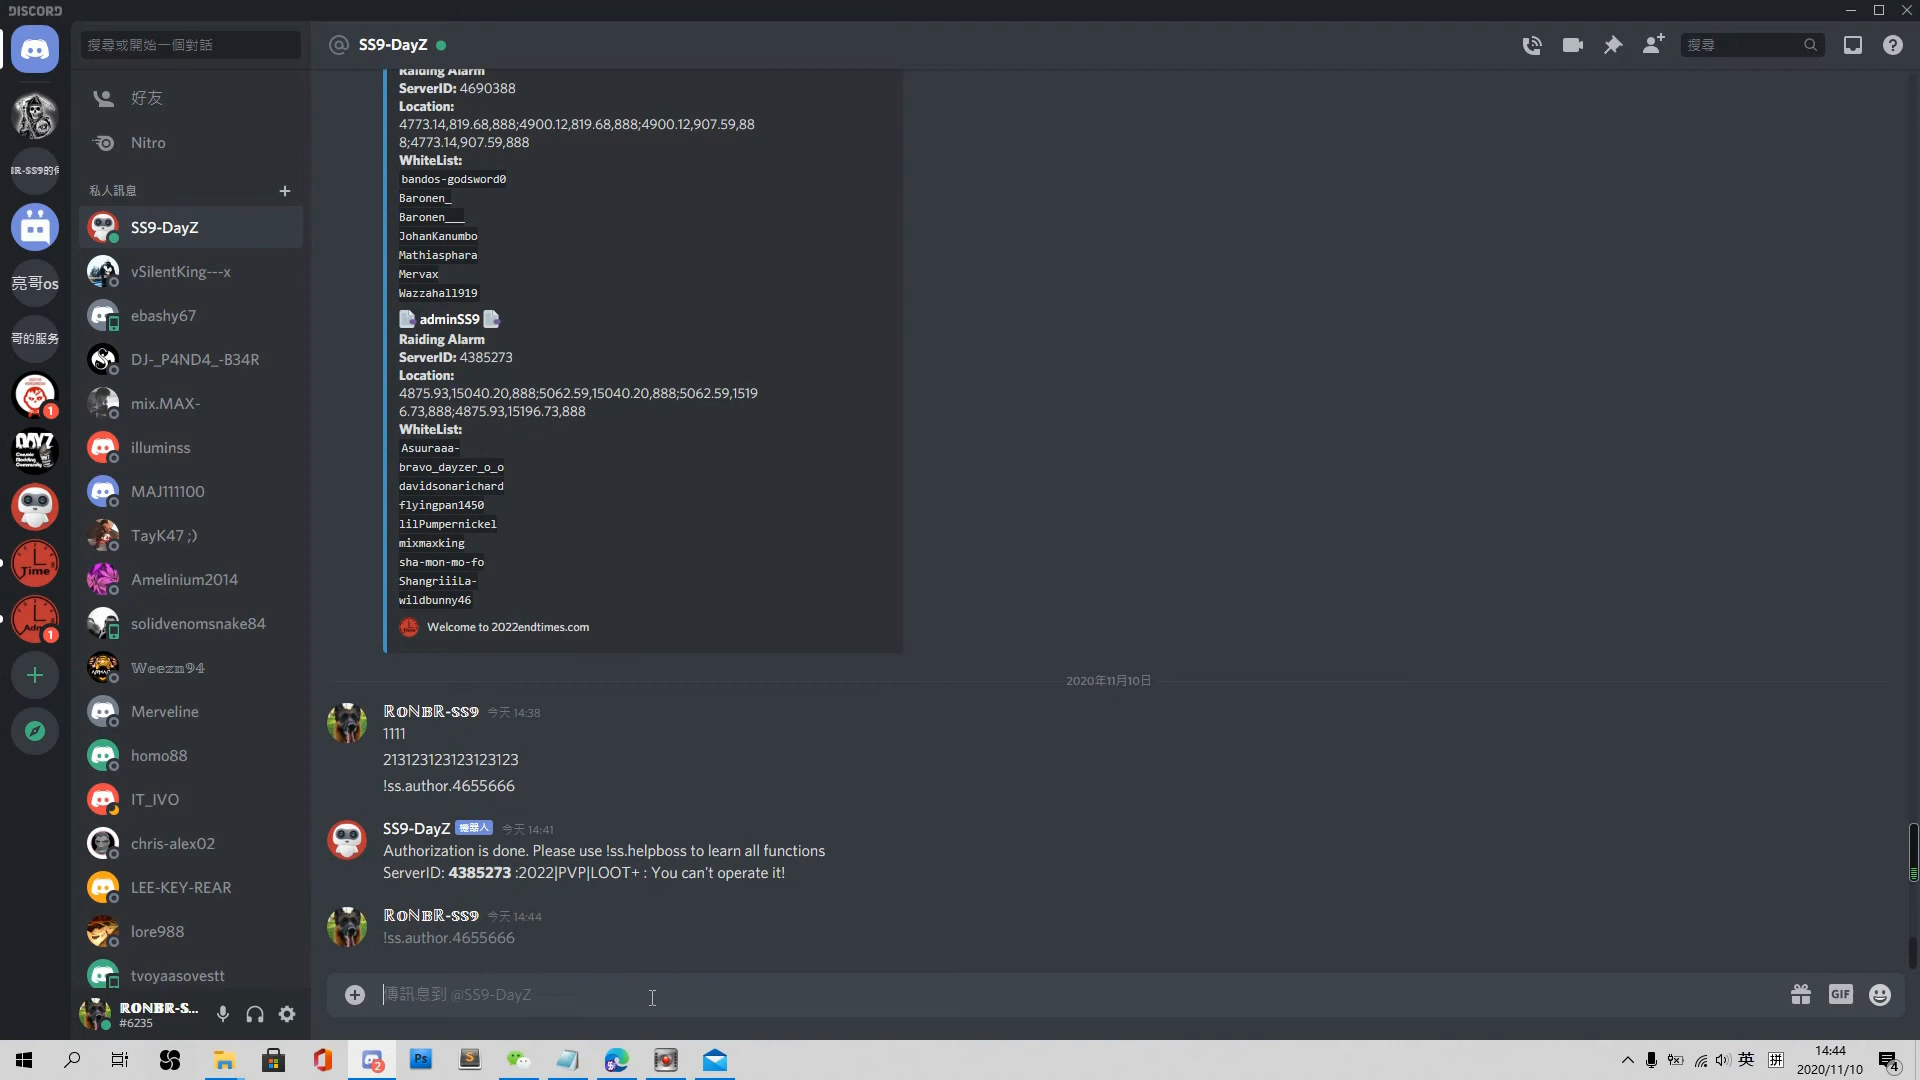 DISCORD
搜尋或開始一個對話
好友
Nitro
私人訊息
SS9-DayZ
vSilentKing---x
ebashy67
DJ-_P4ND4_-B34R
mix.MAX-
illuminss
MAJ111100
TayK47 ;)
Amelinium2014
solidvenomsnake84
𝕎𝕖𝕖𝕫𝕞𝟡𝟜
Merveline
homo88
IT_IVO
chris-alex02
LEE-KEY-REAR
lore988
tvoyaasovestt
ℝ𝕆ℕ𝔹ℝ-𝕊...
#6235
亮哥os
哥的服务
1
DAYZ
Time
1
SS9-DayZ
搜尋
Raiding Alarm
ServerID: 4690388
Location:
4773.14,819.68,888;4900.12,819.68,888;4900.12,907.59,88
8;4773.14,907.59,888
WhiteList:
bandos-godsword0
Baronen_
Baronen___
JohanKanumbo
Mathiasphara
Mervax
Wazzahall919
adminSS9
Raiding Alarm
ServerID: 4385273
Location:
4875.93,15040.20,888;5062.59,15040.20,888;5062.59,1519
6.73,888;4875.93,15196.73,888
WhiteList:
Asuuraaa-
bravo_dayzer_o_o
davidsonarichard
flyingpan1450
lilPumpernickel
mixmaxking
sha-mon-mo-fo
ShangriiiLa-
wildbunny46
Welcome to 2022endtimes.com
2020年11月10日
ℝ𝕆ℕ𝔹ℝ-𝕊𝕊𝟡 今天 14:38
1111
213123123123123123
!ss.author.4655666
SS9-DayZ 機器人 今天 14:41
Authorization is done. Please use !ss.helpboss to learn all functions
ServerID: 4385273 :2022|PVP|LOOT+ : You can't operate it!
ℝ𝕆ℕ𝔹ℝ-𝕊𝕊𝟡 今天 14:44
!ss.author.4655666
傳訊息到 @SS9-DayZ
GIF
Ps
S
2
英
拼
14:44
2020/11/10
4